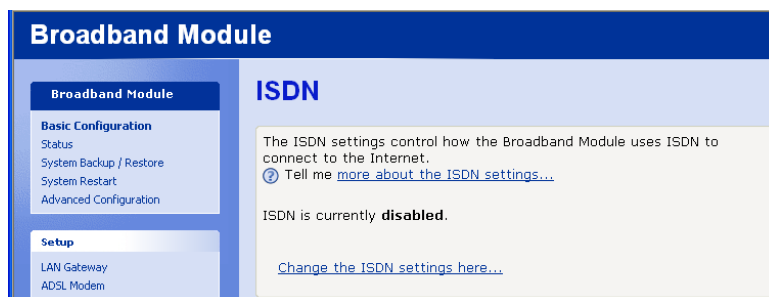 Broadband Module
Broadband Module
Basic Configuration
Status
System Backup / Restore
System Restart
Advanced Configuration
Setup
LAN Gateway
ADSL Modem
ISDN
The ISDN settings control how the Broadband Module uses ISDN to
connect to the Internet.
? Tell me more about the ISDN settings...
ISDN is currently disabled.
Change the ISDN settings here...